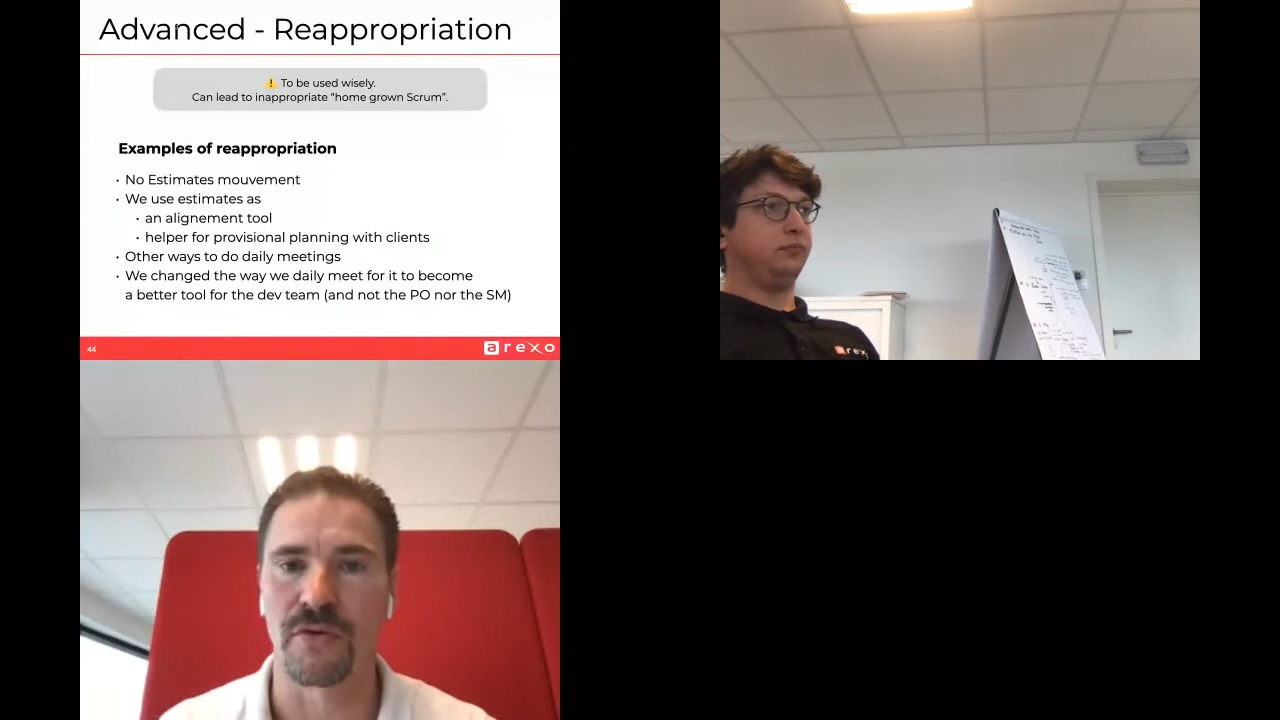 Advanced - Reappropriation
⚠️ To be used wisely.
Can lead to inappropriate “home grown Scrum”.
Examples of reappropriation
• No Estimates mouvement
• We use estimates as
• an alignement tool
• helper for provisional planning with clients
• Other ways to do daily meetings
• We changed the way we daily meet for it to become
a better tool for the dev team (and not the PO nor the SM)
44
arexo